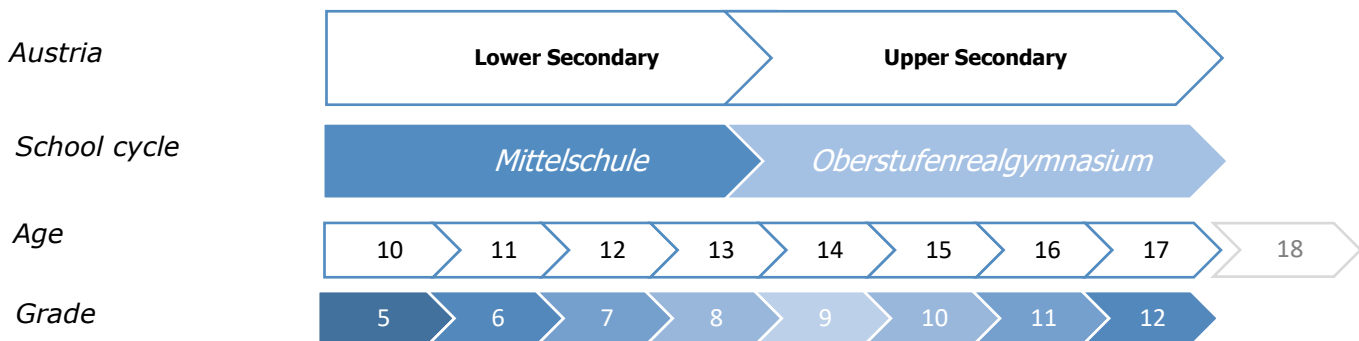 Austria Lower Secondary Upper Secondary
School cycle Mittelschule Oberstufenrealgymnasium
Age 10 11 12 13 14 15 16 17 18
Grade 5 6 7 8 9 10 11 12